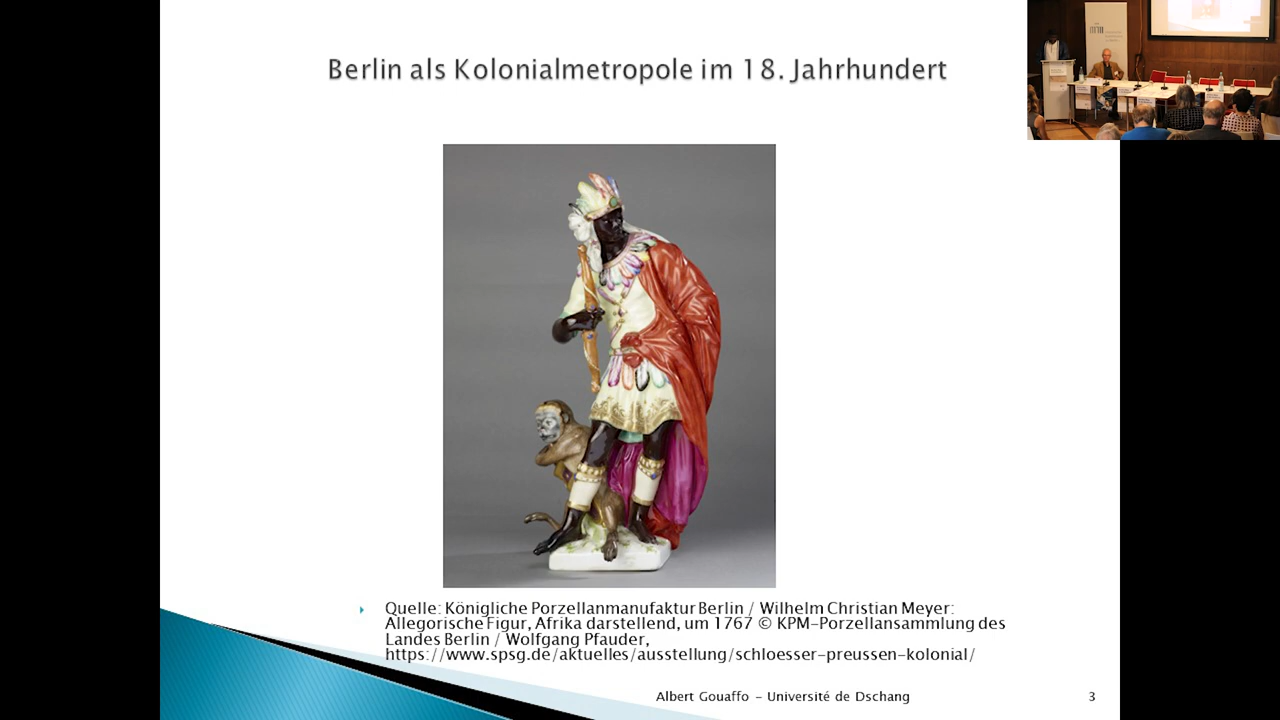 Berlin als Kolonialmetropole im 18. Jahrhundert
Quelle: Königliche Porzellanmanufaktur Berlin / Wilhelm Christian Meyer:
Allegorische Figur, Afrika darstellend, um 1767 © KPM-Porzellansammlung des
Landes Berlin / Wolfgang Pfauder,
https://www.spsg.de/aktuelles/ausstellung/schloesser-preussen-kolonial/
Albert Gouaffo - Université de Dschang
3